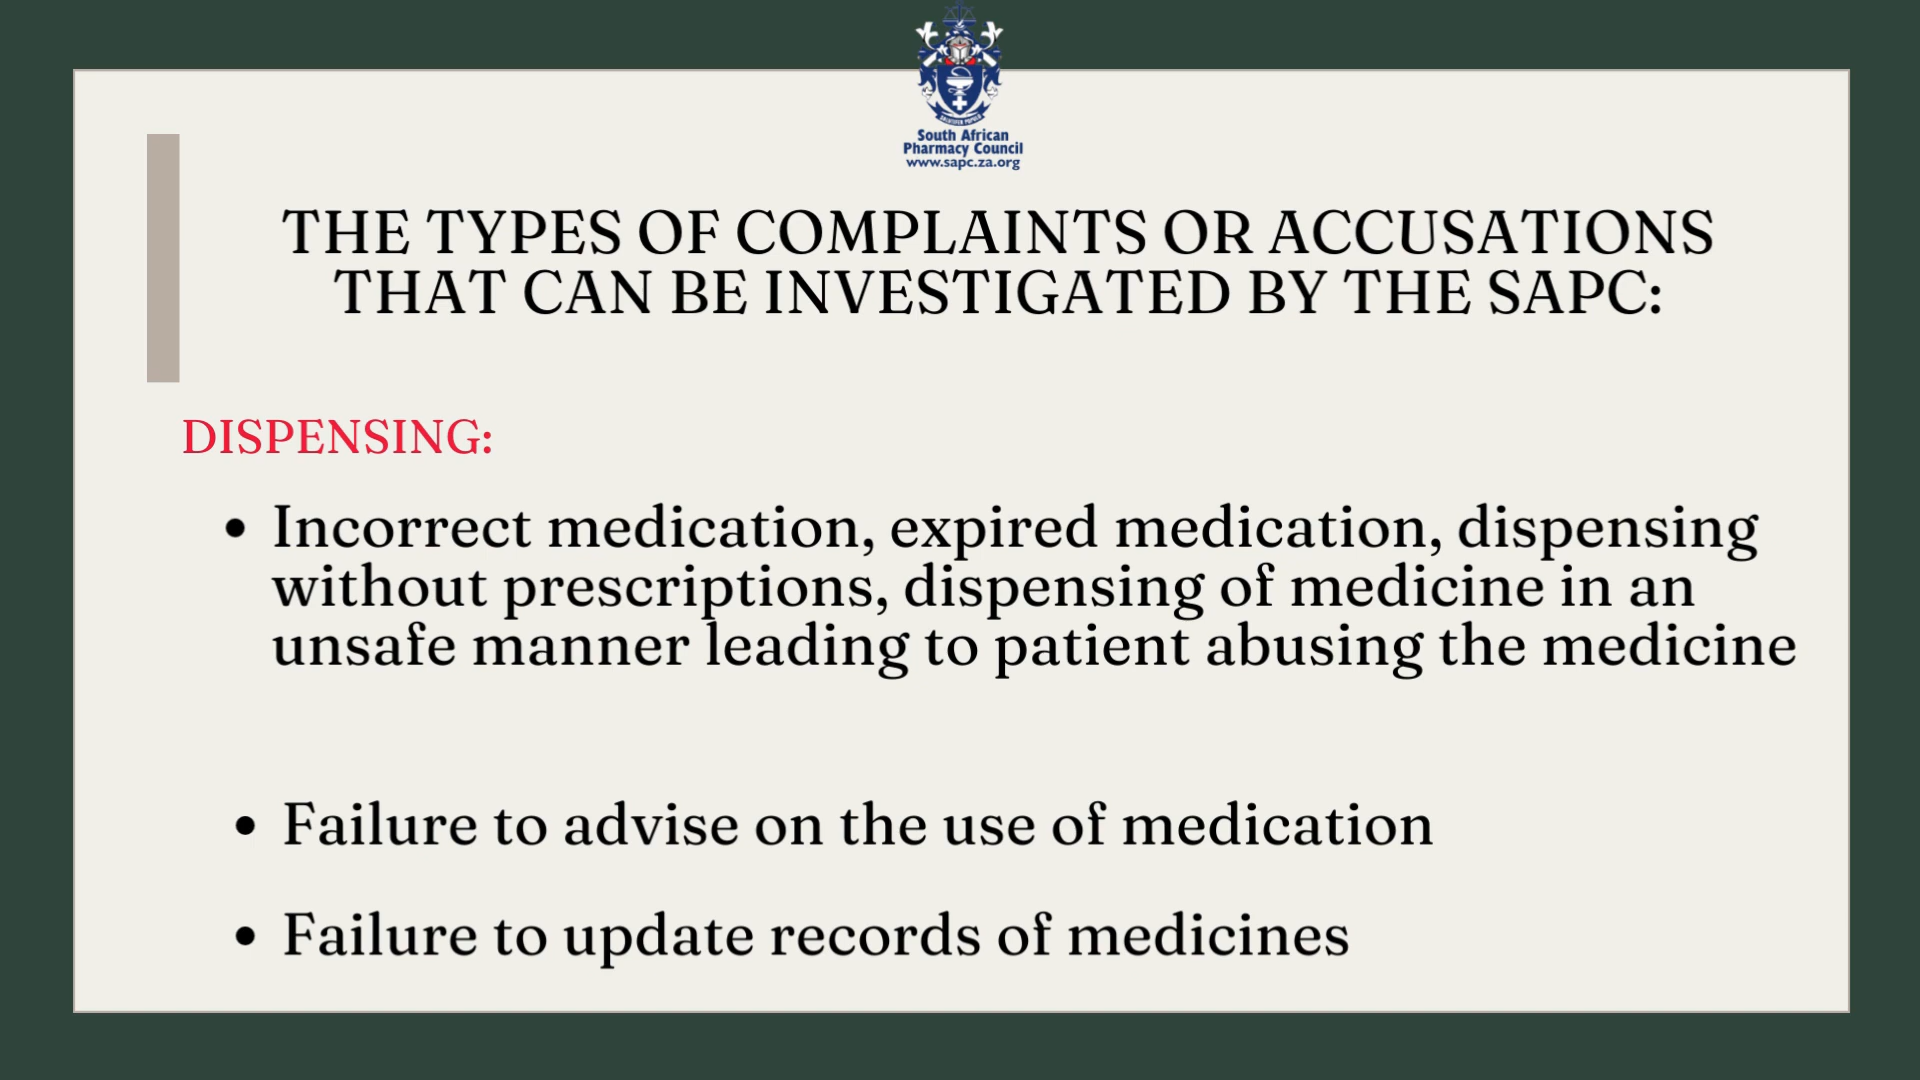 South African
Pharmacy Council
www.sapc.za.org
THE TYPES OF COMPLAINTS OR ACCUSATIONS
THAT CAN BE INVESTIGATED BY THE SAPC:
DISPENSING:
• Incorrect medication, expired medication, dispensing
without prescriptions, dispensing of medicine in an
unsafe manner leading to patient abusing the medicine
• Failure to advise on the use of medication
• Failure to update records of medicines